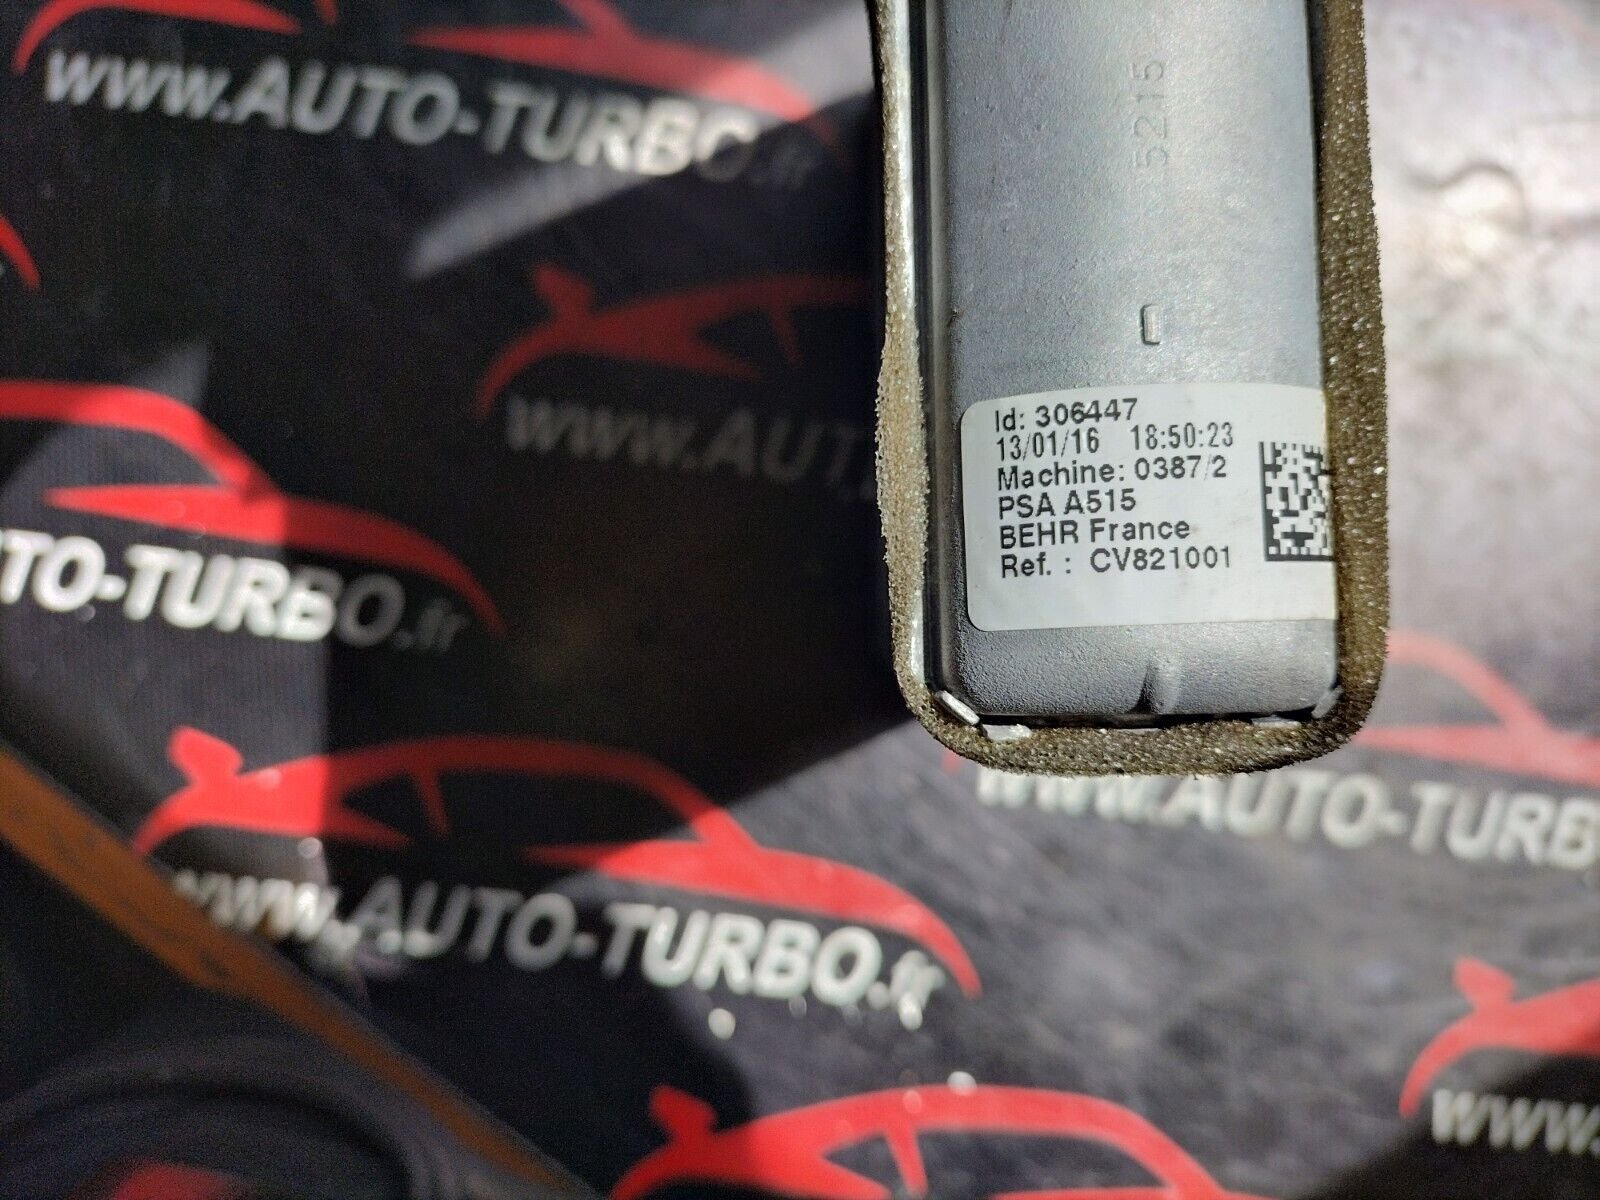 www.AUTO-TURBO.fr
5215
www.AUT
Id: 306447
13/01/16 18:50:23
Machine: 0387/2
PSA A515
BEHR France
Ref. : CV821001
TO-TURBO.fr
www.AUTO-TURB
www.AUTO-TURBO.fr
www.